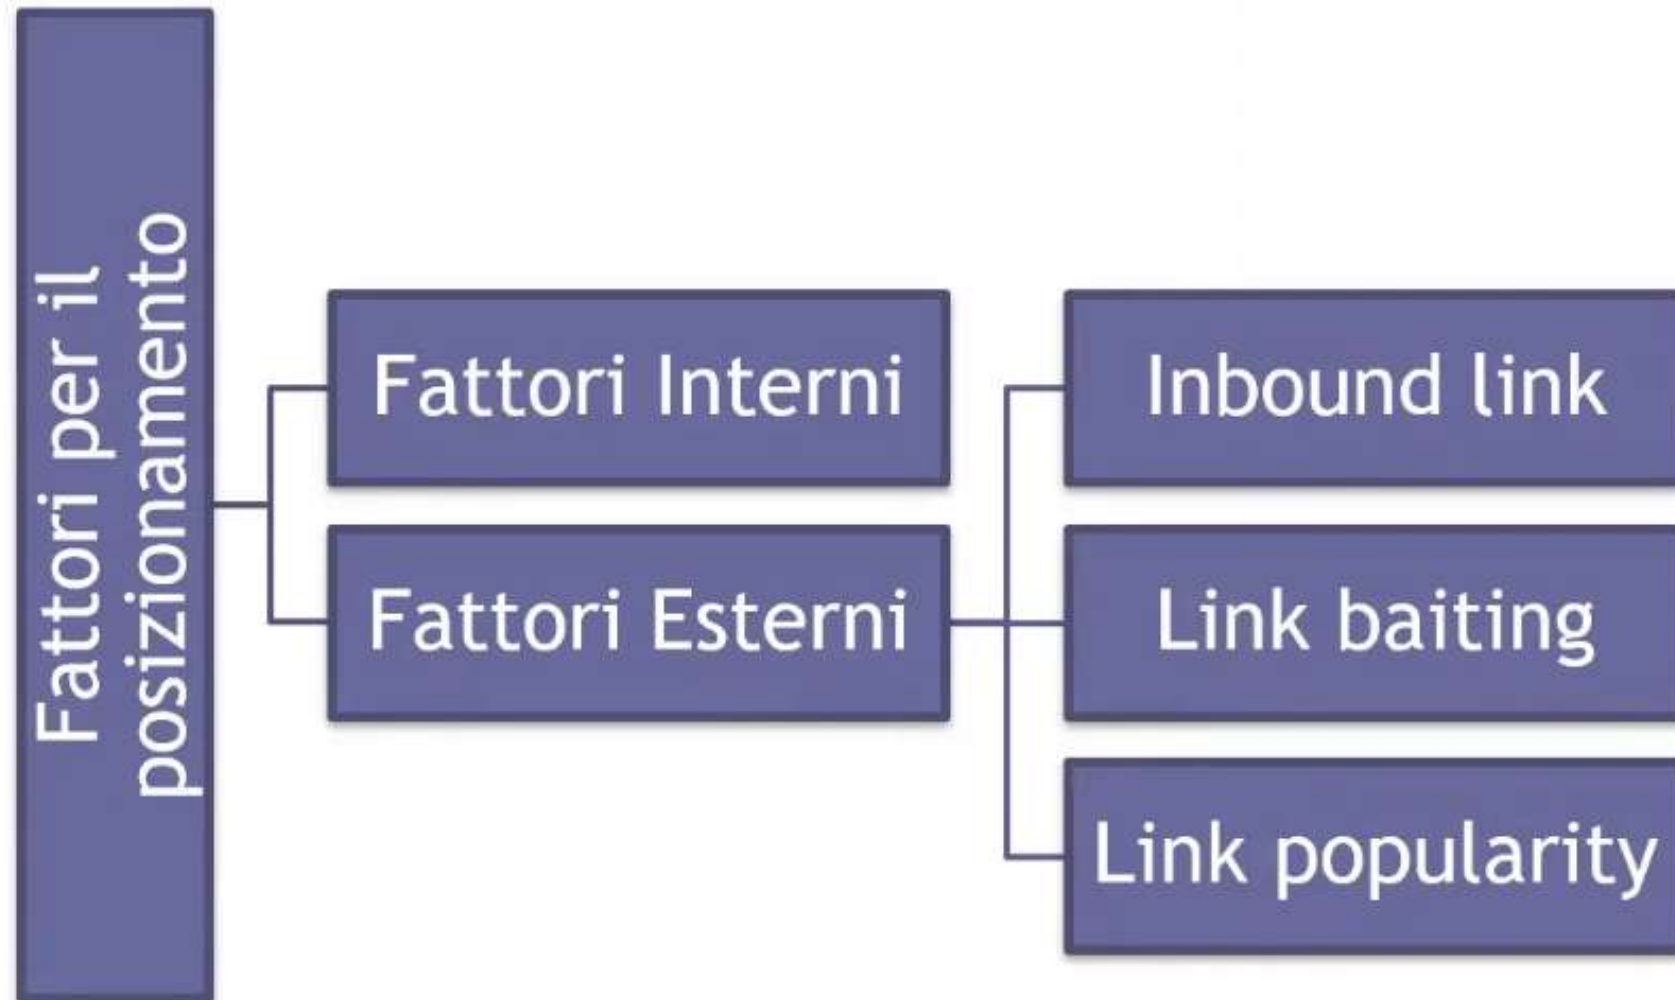 Fattori per il
posizionamento
Fattori Interni
Fattori Esterni
Inbound link
Link baiting
Link popularity